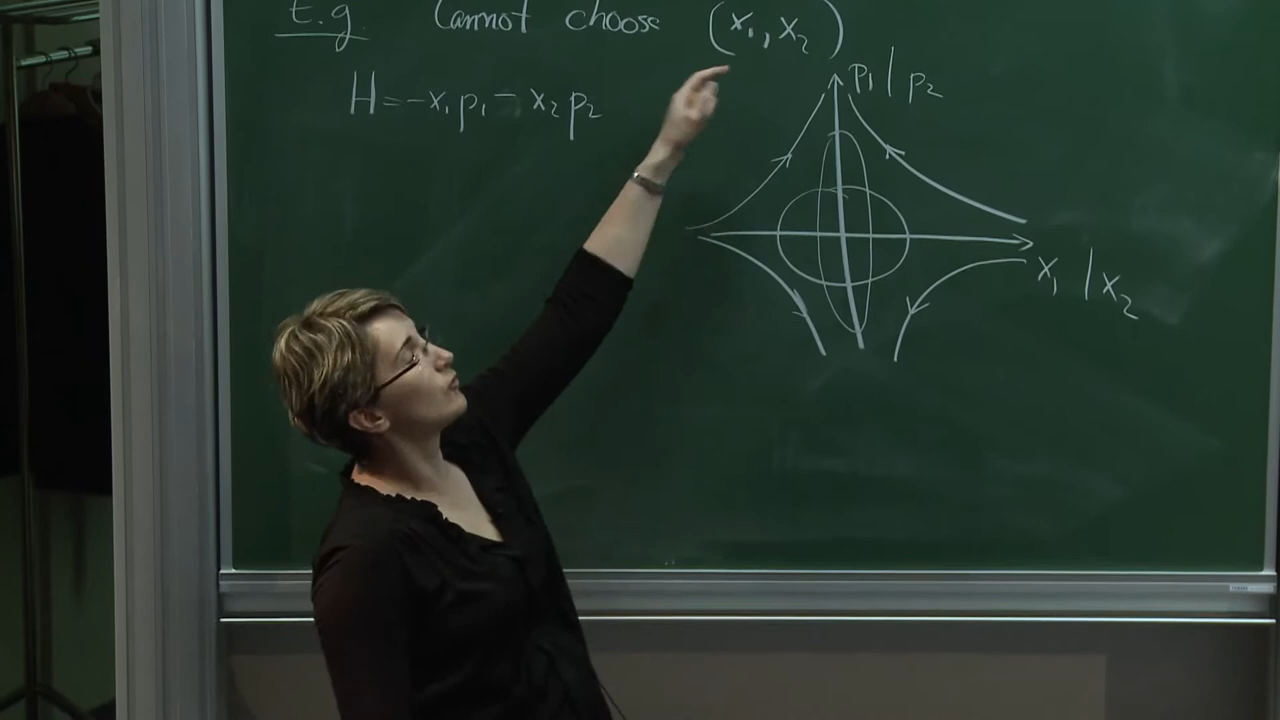 E.g. Cannot choose (x₁, x₂)
H = -x₁p₁ - x₂p₂
p₁ | p₂
x₁ | x₂